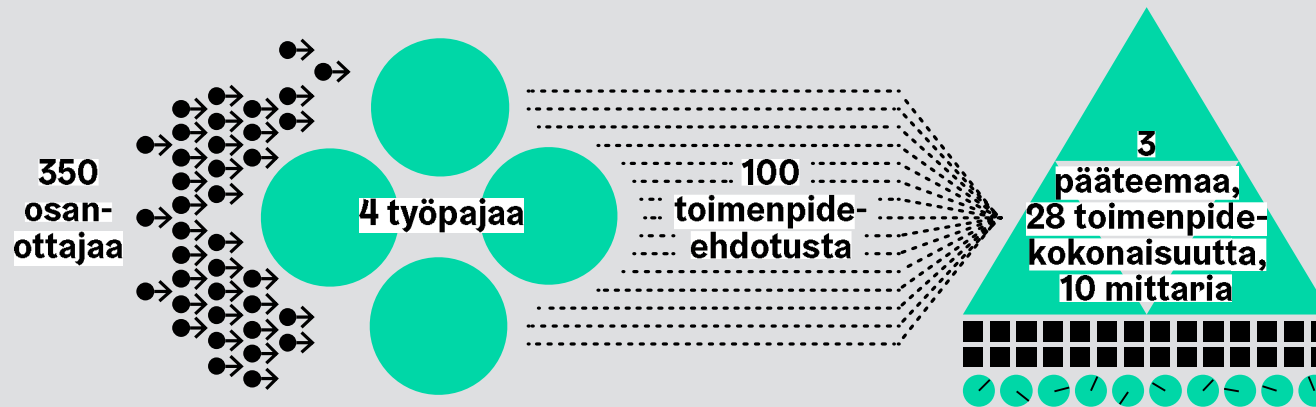 350
osan-
ottajaa
4 työpajaa
100
toimenpide-
ehdotusta
3
pääteemaa,
28 toimenpide-
kokonaisuutta,
10 mittaria